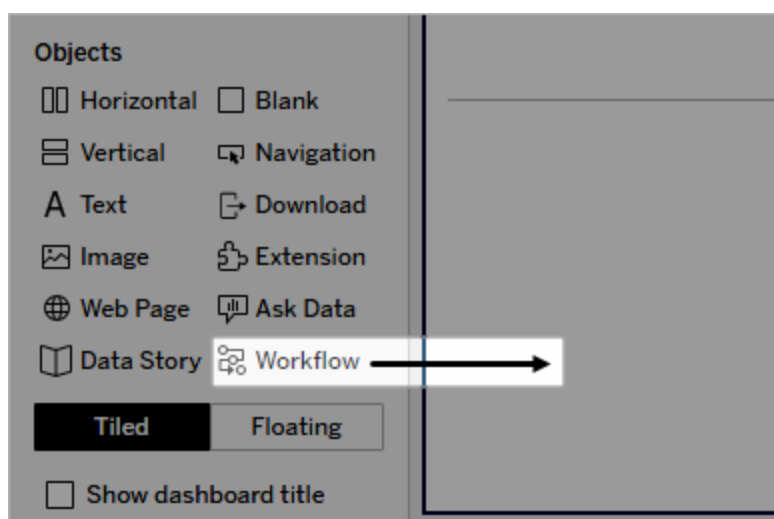 Objects
Horizontal Blank
Vertical Navigation
Text Download
Image Extension
Web Page Ask Data
Data Story Workflow
Tiled Floating
Show dashboard title